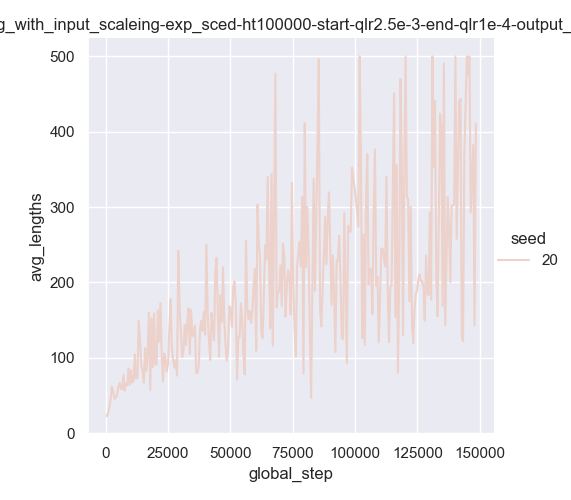 g_with_input_scaleing-exp_sced-ht100000-start-qlr2.5e-3-end-qlr1e-4-output_
500
400
300
200
100
0
avg_lengths
0 25000 50000 75000 100000 125000 150000
global_step
seed
20